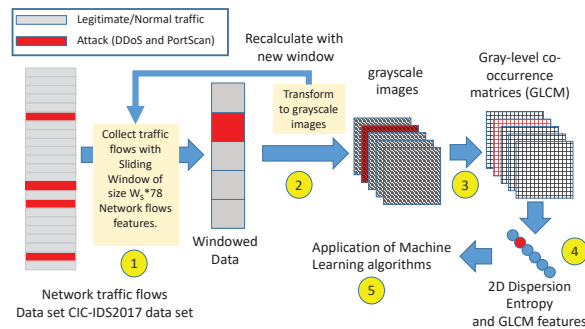 Legitimate/Normal traffic
Attack (DDoS and PortScan)
Recalculate with
new window
Collect traffic
flows with
Sliding
Window of
size Ws*78
Network flows
features.
1
Network traffic flows
Data set CIC-IDS2017 data set
Windowed
Data
Transform
to grayscale
images
2
grayscale
images
3
Gray-level co-
occurrence
matrices (GLCM)
4
2D Dispersion
Entropy
and GLCM features
Application of Machine
Learning algorithms
5